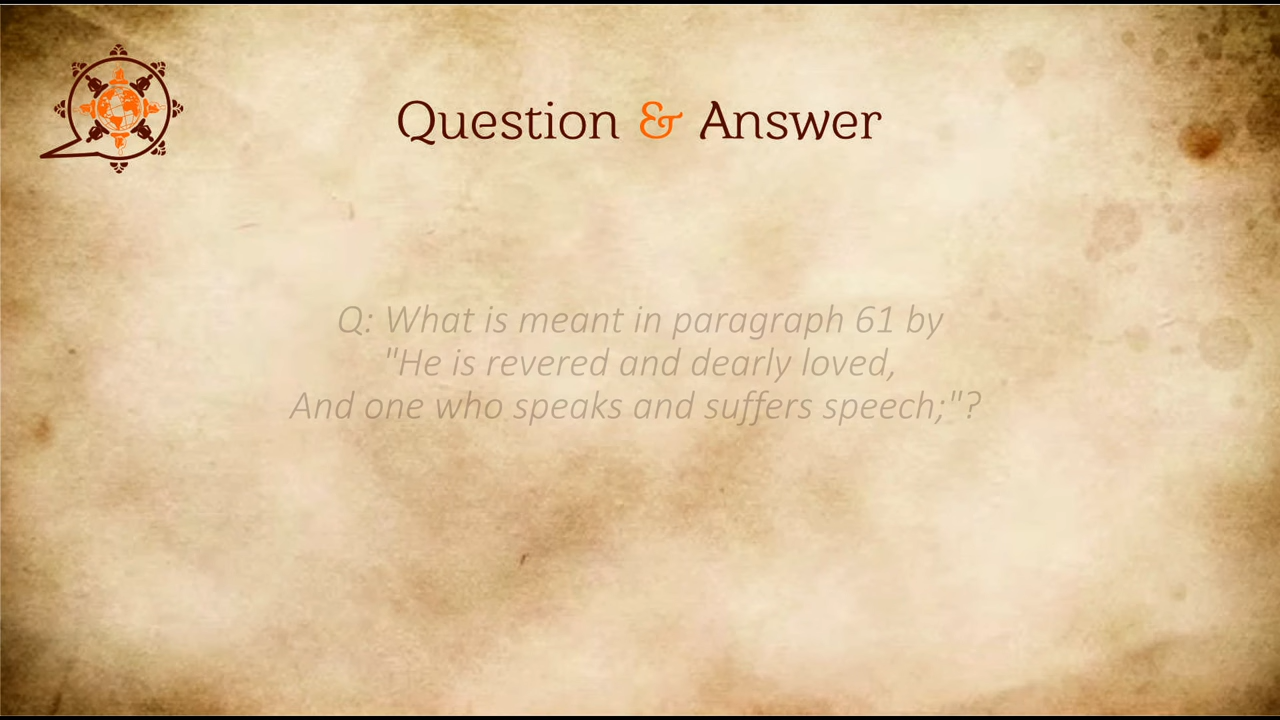 Question & Answer
Q: What is meant in paragraph 61 by
"He is revered and dearly loved,
And one who speaks and suffers speech;"?